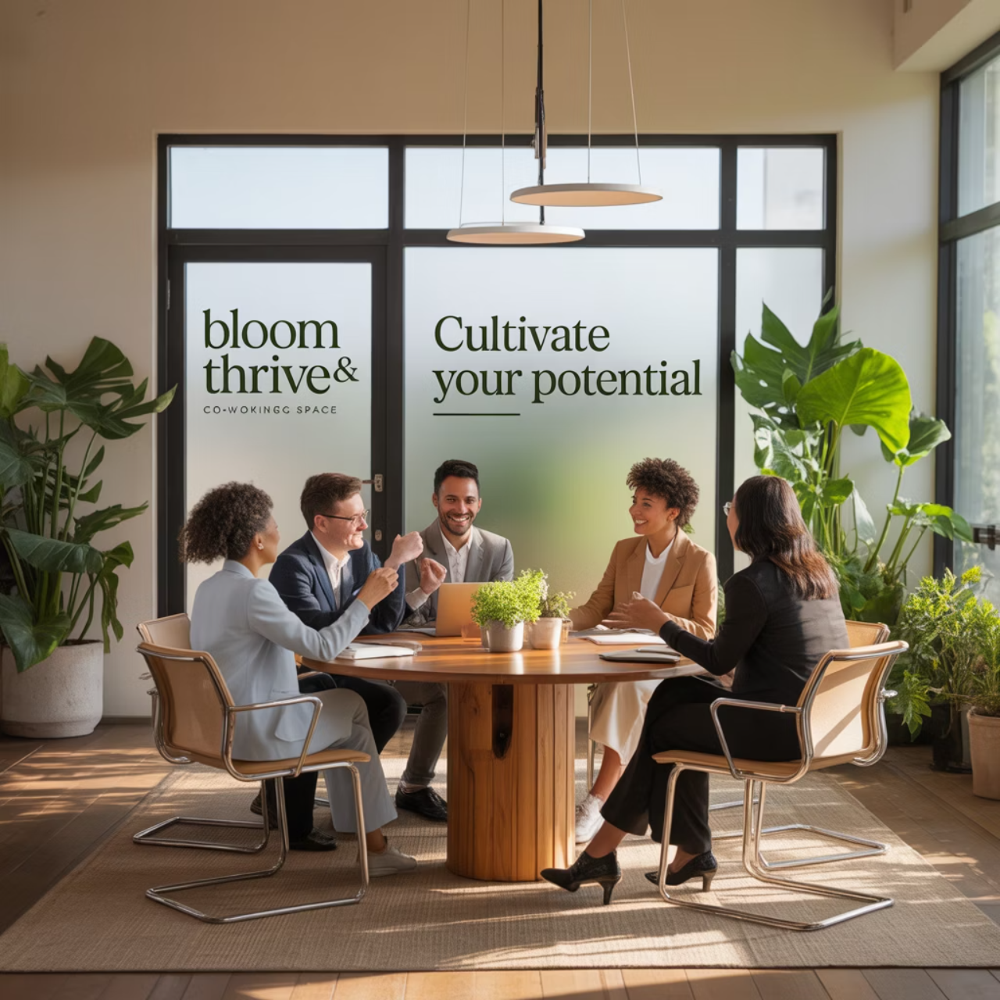 bloom
thrive&
CO-WOKINGG SPACE
Cultivate
your potential